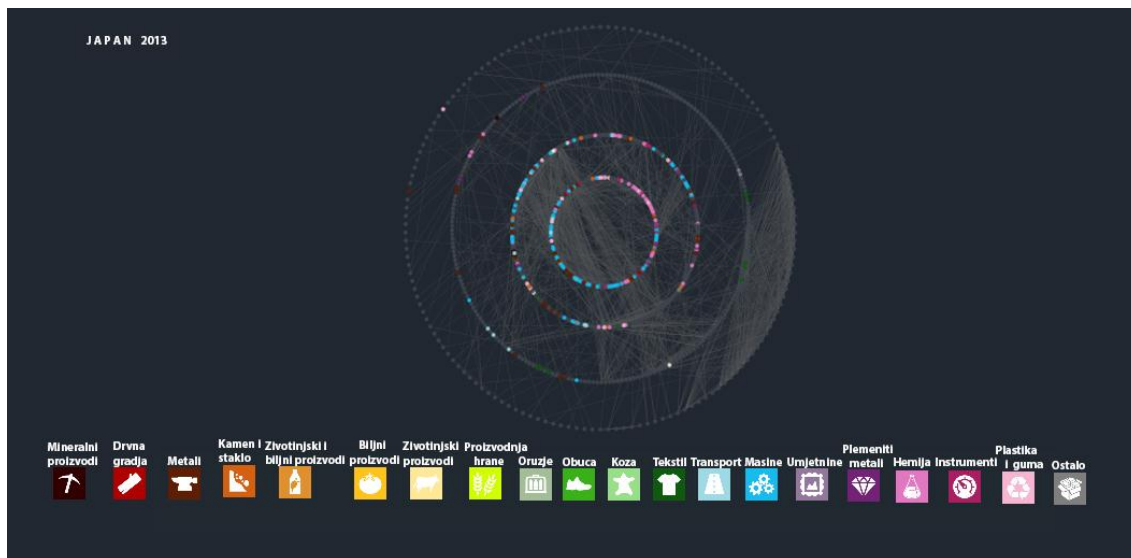 JAPAN 2013
Mineralni
proizvodi
Drvna
gradja
Metali
Kamen i
staklo
Zivotinjski i
biljni proizvodi
Biljni
proizvodi
Zivotinjski
proizvodi
Proizvodnja
hrane
Oruzje
Obuca
Koza
Tekstil
Transport
Masine
Umjetnine
Plemeniti
metali
Hemija
Instrumenti
Plastika
i guma
Ostalo